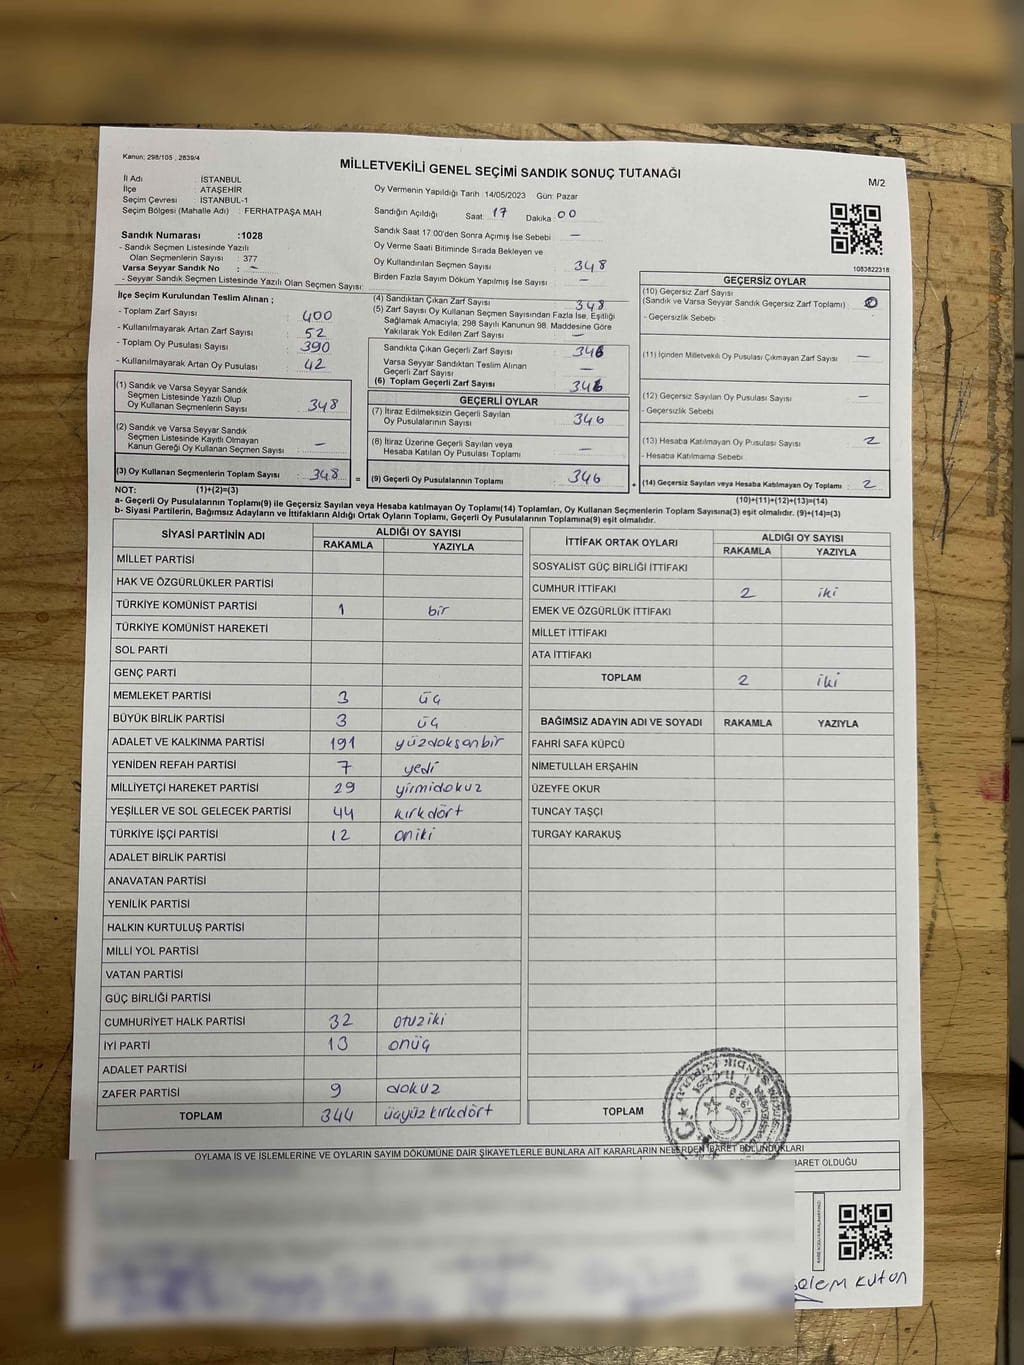 Kanun; 298/105 , 2839/4
MİLLETVEKİLİ GENEL SEÇİMİ SANDIK SONUÇ TUTANAĞI
M/2
İl Adı : İSTANBUL
İlçe : ATAŞEHİR
Seçim Çevresi : İSTANBUL-1
Seçim Bölgesi (Mahalle Adı) : FERHATPAŞA MAH
Sandık Numarası :1028
- Sandık Seçmen Listesinde Yazılı
Olan Seçmenlerin Sayısı : 377
Varsa Seyyar Sandık No : –
- Seyyar Sandık Seçmen Listesinde Yazılı Olan Seçmen Sayısı:
Oy Vermenin Yapıldığı Tarih :14/05/2023 Gün: Pazar
Sandığın Açıldığı Saat: 17 Dakika: 00
Sandık Saat 17:00'den Sonra Açımış İse Sebebi : –
Oy Verme Saati Bitiminde Sırada Bekleyen ve
Oy Kullandırılan Seçmen Sayısı : 348
Birden Fazla Sayım Döküm Yapılmış İse Sayısı : –
1083822318
İlçe Seçim Kurulundan Teslim Alınan ;
- Toplam Zarf Sayısı : 400
- Kullanılmayarak Artan Zarf Sayısı : 52
- Toplam Oy Pusulası Sayısı : 390
- Kullanılmayarak Artan Oy Pusulası : 42
(1) Sandık ve Varsa Seyyar Sandık
Seçmen Listesinde Yazılı Olup
Oy Kullanan Seçmenlerin Sayısı : 348
(2) Sandık ve Varsa Seyyar Sandık
Seçmen Listesinde Kayıtlı Olmayan
Kanun Gereği Oy Kullanan Seçmen Sayısı : –
(3) Oy Kullanan Seçmenlerin Toplam Sayısı : 348 =
(4) Sandıktan Çıkan Zarf Sayısı : 348
(5) Zarf Sayısı Oy Kullanan Seçmen Sayısından Fazla İse, Eşitliği
Sağlamak Amacıyla; 298 Sayılı Kanunun 98. Maddesine Göre
Yakılarak Yok Edilen Zarf Sayısı : –
Sandıkta Çıkan Geçerli Zarf Sayısı : 346
Varsa Seyyar Sandıktan Teslim Alınan
Geçerli Zarf Sayısı : –
(6) Toplam Geçerli Zarf Sayısı : 346
GEÇERLİ OYLAR
(7) İtiraz Edilmeksizin Geçerli Sayılan
Oy Pusulalarının Sayısı : 346
(8) İtiraz Üzerine Geçerli Sayılan veya
Hesaba Katılan Oy Pusulası Toplamı : –
(9) Geçerli Oy Pusulalarının Toplamı : 346 +
GEÇERSİZ OYLAR
(10) Geçersiz Zarf Sayısı
(Sandık ve Varsa Seyyar Sandık Geçersiz Zarf Toplamı) :
- Geçersizlik Sebebi
(11) İçinden Milletvekili Oy Pusulası Çıkmayan Zarf Sayısı : –
(12) Geçersiz Sayılan Oy Pusulası Sayısı : –
- Geçersizlik Sebebi
(13) Hesaba Katılmayan Oy Pusulası Sayısı : 2
- Hesaba Katılmama Sebebi
(14) Geçersiz Sayılan veya Hesaba Katılmayan Oy Toplamı : 2
NOT: (1)+(2)=(3)
(10)+(11)+(12)+(13)=(14)
a- Geçerli Oy Pusulalarının Toplamı(9) ile Geçersiz Sayılan veya Hesaba katılmayan Oy Toplamı(14) Toplamları, Oy Kullanan Seçmenlerin Toplam Sayısına(3) eşit olmalıdır. (9)+(14)=(3)
b- Siyasi Partilerin, Bağımsız Adayların ve İttifakların Aldığı Ortak Oyların Toplamı, Geçerli Oy Pusulalarının Toplamına(9) eşit olmalıdır.
SİYASİ PARTİNİN ADI ALDIĞI OY SAYISI
RAKAMLA YAZIYLA
MİLLET PARTİSİ
HAK VE ÖZGÜRLÜKLER PARTİSİ
TÜRKİYE KOMÜNİST PARTİSİ 1 bir
TÜRKİYE KOMÜNİST HAREKETİ
SOL PARTİ
GENÇ PARTİ
MEMLEKET PARTİSİ 3 üç
BÜYÜK BİRLİK PARTİSİ 3 üç
ADALET VE KALKINMA PARTİSİ 191 yüzdoksanbir
YENİDEN REFAH PARTİSİ 7 yedi
MİLLİYETÇİ HAREKET PARTİSİ 29 yirmidokuz
YEŞİLLER VE SOL GELECEK PARTİSİ 44 kırkdört
TÜRKİYE İŞÇİ PARTİSİ 12 oniki
ADALET BİRLİK PARTİSİ
ANAVATAN PARTİSİ
YENİLİK PARTİSİ
HALKIN KURTULUŞ PARTİSİ
MİLLİ YOL PARTİSİ
VATAN PARTİSİ
GÜÇ BİRLİĞİ PARTİSİ
CUMHURİYET HALK PARTİSİ 32 otuziki
İYİ PARTİ 13 onüç
ADALET PARTİSİ
ZAFER PARTİSİ 9 dokuz
TOPLAM 344 üçyüzkırkdört
İTTİFAK ORTAK OYLARI ALDIĞI OY SAYISI
RAKAMLA YAZIYLA
SOSYALİST GÜÇ BİRLİĞİ İTTİFAKI
CUMHUR İTTİFAKI 2 iki
EMEK VE ÖZGÜRLÜK İTTİFAKI
MİLLET İTTİFAKI
ATA İTTİFAKI
TOPLAM 2 iki
BAĞIMSIZ ADAYIN ADI VE SOYADI RAKAMLA YAZIYLA
FAHRİ SAFA KÜPCÜ
NİMETULLAH ERŞAHİN
ÜZEYFE OKUR
TUNCAY TAŞÇI
TURGAY KARAKUŞ
TOPLAM
OYLAMA İŞ VE İŞLEMLERİNE VE OYLARIN SAYIM DÖKÜMÜNE DAİR ŞİKAYETLERLE BUNLARA AİT KARARLARIN NELERDEN İBARET BULUNDUKLARI
BARET OLDUĞU